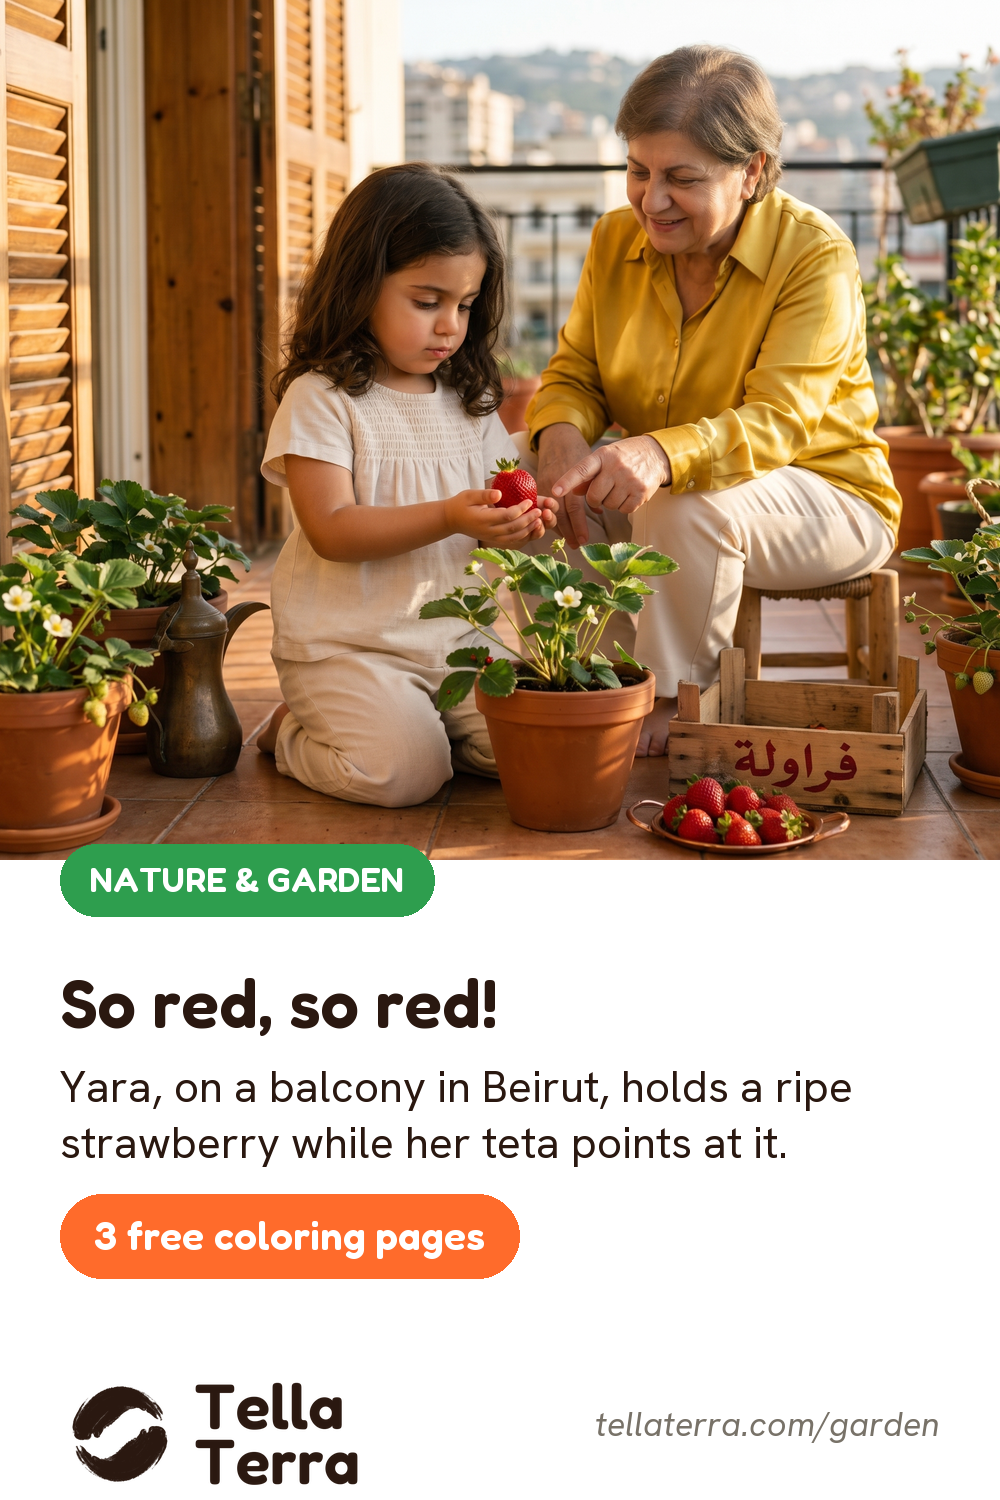 فراولة
NATURE & GARDEN
So red, so red!
Yara, on a balcony in Beirut, holds a ripe
strawberry while her teta points at it.
3 free coloring pages
Tella
Terra
tellaterra.com/garden